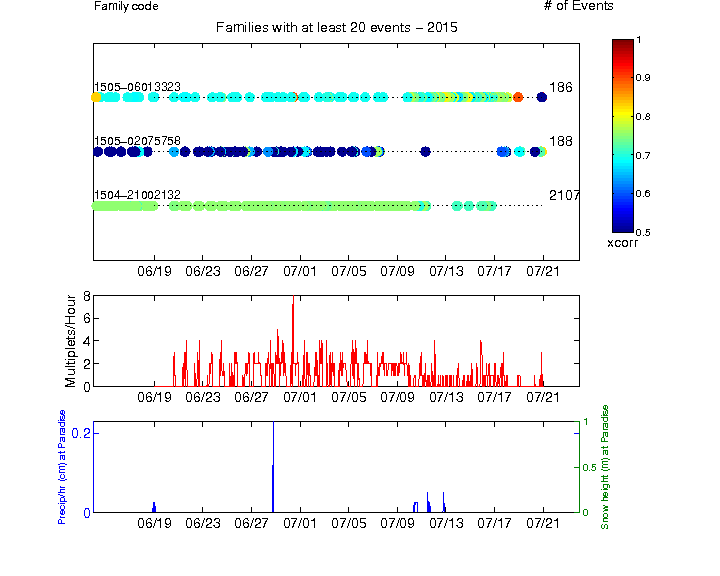 Family code
# of Events
Families with at least 20 events – 2015
1505–06013323
186
1505–02075758
188
1504–21002132
2107
06/19 06/23 06/27 07/01 07/05 07/09 07/13 07/17 07/21
1
0.9
0.8
0.7
0.6
0.5
xcorr
Multiplets/Hour
8
6
4
2
0
06/19 06/23 06/27 07/01 07/05 07/09 07/13 07/17 07/21
Precip/hr (cm) at Paradise
0.2
0
1
0.5
0
Snow height (m) at Paradise
06/19 06/23 06/27 07/01 07/05 07/09 07/13 07/17 07/21